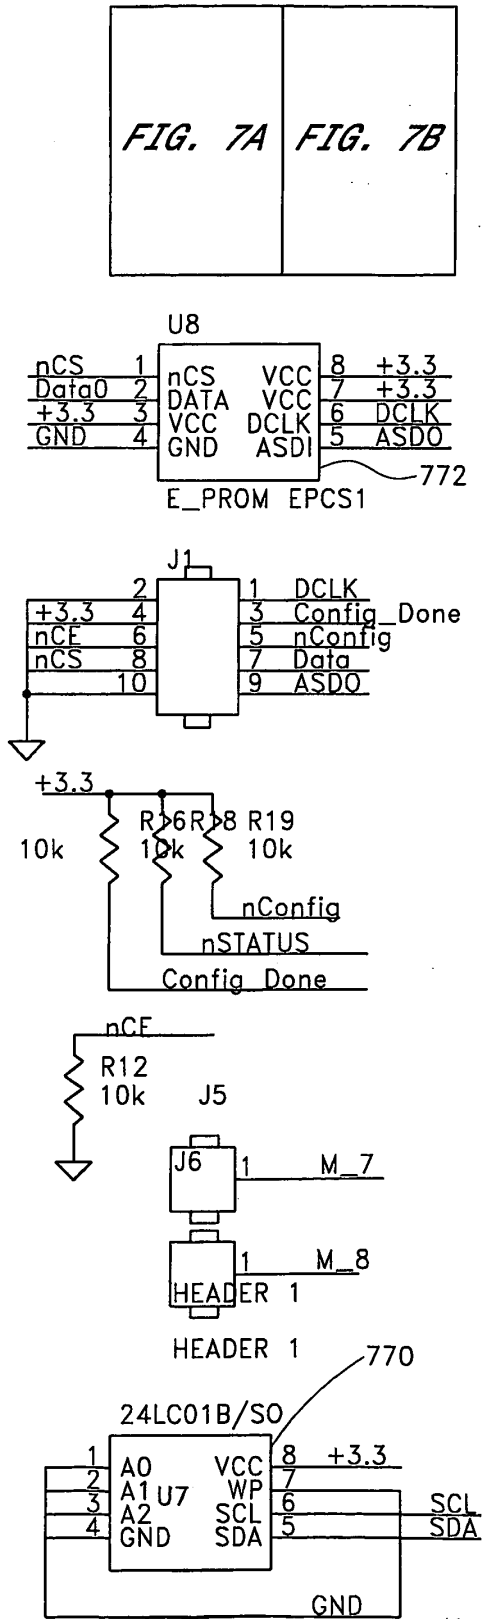 FIG. 7A FIG. 7B
U8
nCS 1 nCS VCC 8 +3.3
Data0 2 DATA VCC 7 +3.3
+3.3 3 VCC DCLK 6 DCLK
GND 4 GND ASDI 5 ASDO
772
E_PROM EPCS1
J1
2 1 DCLK
+3.3 4 3 Config_Done
nCE 6 5 nConfig
nCS 8 7 Data
10 9 ASDO
+3.3
R16 R18 R19
10k 10k 10k
nConfig
nSTATUS
Config_Done
nCE
R12
10k
J5
J6 1 M_7
1 M_8
HEADER 1
HEADER 1
770
24LC01B/SO
1 A0 VCC 8 +3.3
2 A1 U7 WP 7
3 A2 SCL 6 SCL
4 GND SDA 5 SDA
GND